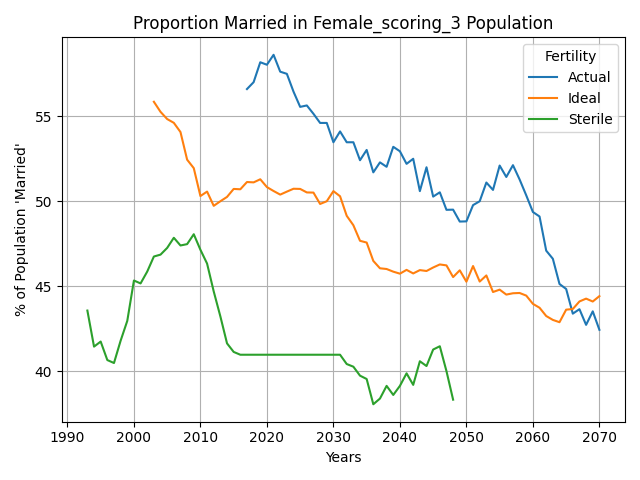 Proportion Married in Female_scoring_3 Population
Fertility
Actual
Ideal
Sterile
% of Population 'Married'
55
50
45
40
1990 2000 2010 2020 2030 2040 2050 2060 2070
Years